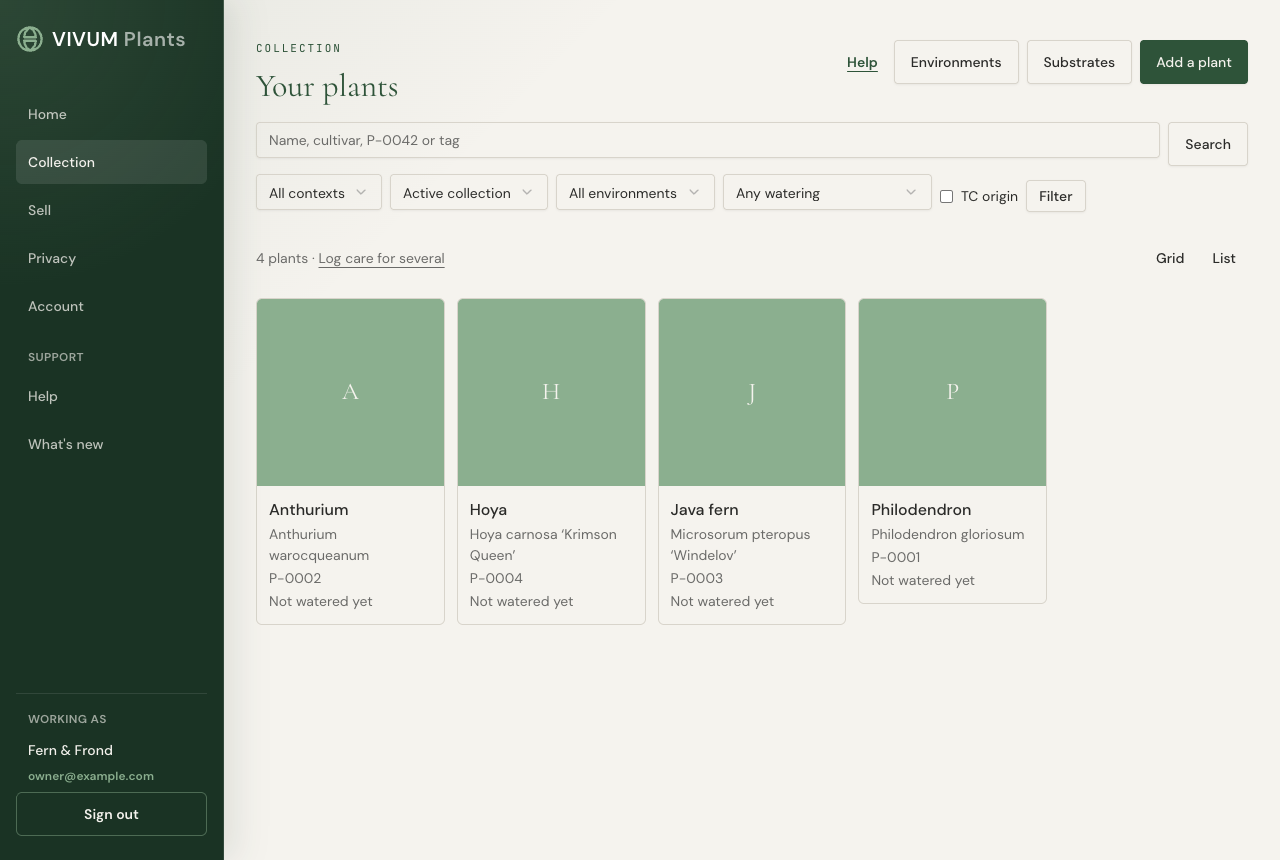 VIVUM Plants
Home
Collection
Sell
Privacy
Account
SUPPORT
Help
What's new
WORKING AS
Fern & Frond
owner@example.com
Sign out
COLLECTION
Your plants
Help
Environments
Substrates
Add a plant
Name, cultivar, P-0042 or tag
Search
All contexts
Active collection
All environments
Any watering
TC origin
Filter
4 plants · Log care for several
Grid
List
A
Anthurium
Anthurium
warocqueanum
P-0002
Not watered yet
H
Hoya
Hoya carnosa ‘Krimson
Queen’
P-0004
Not watered yet
J
Java fern
Microsorum pteropus
‘Windelov’
P-0003
Not watered yet
P
Philodendron
Philodendron gloriosum
P-0001
Not watered yet